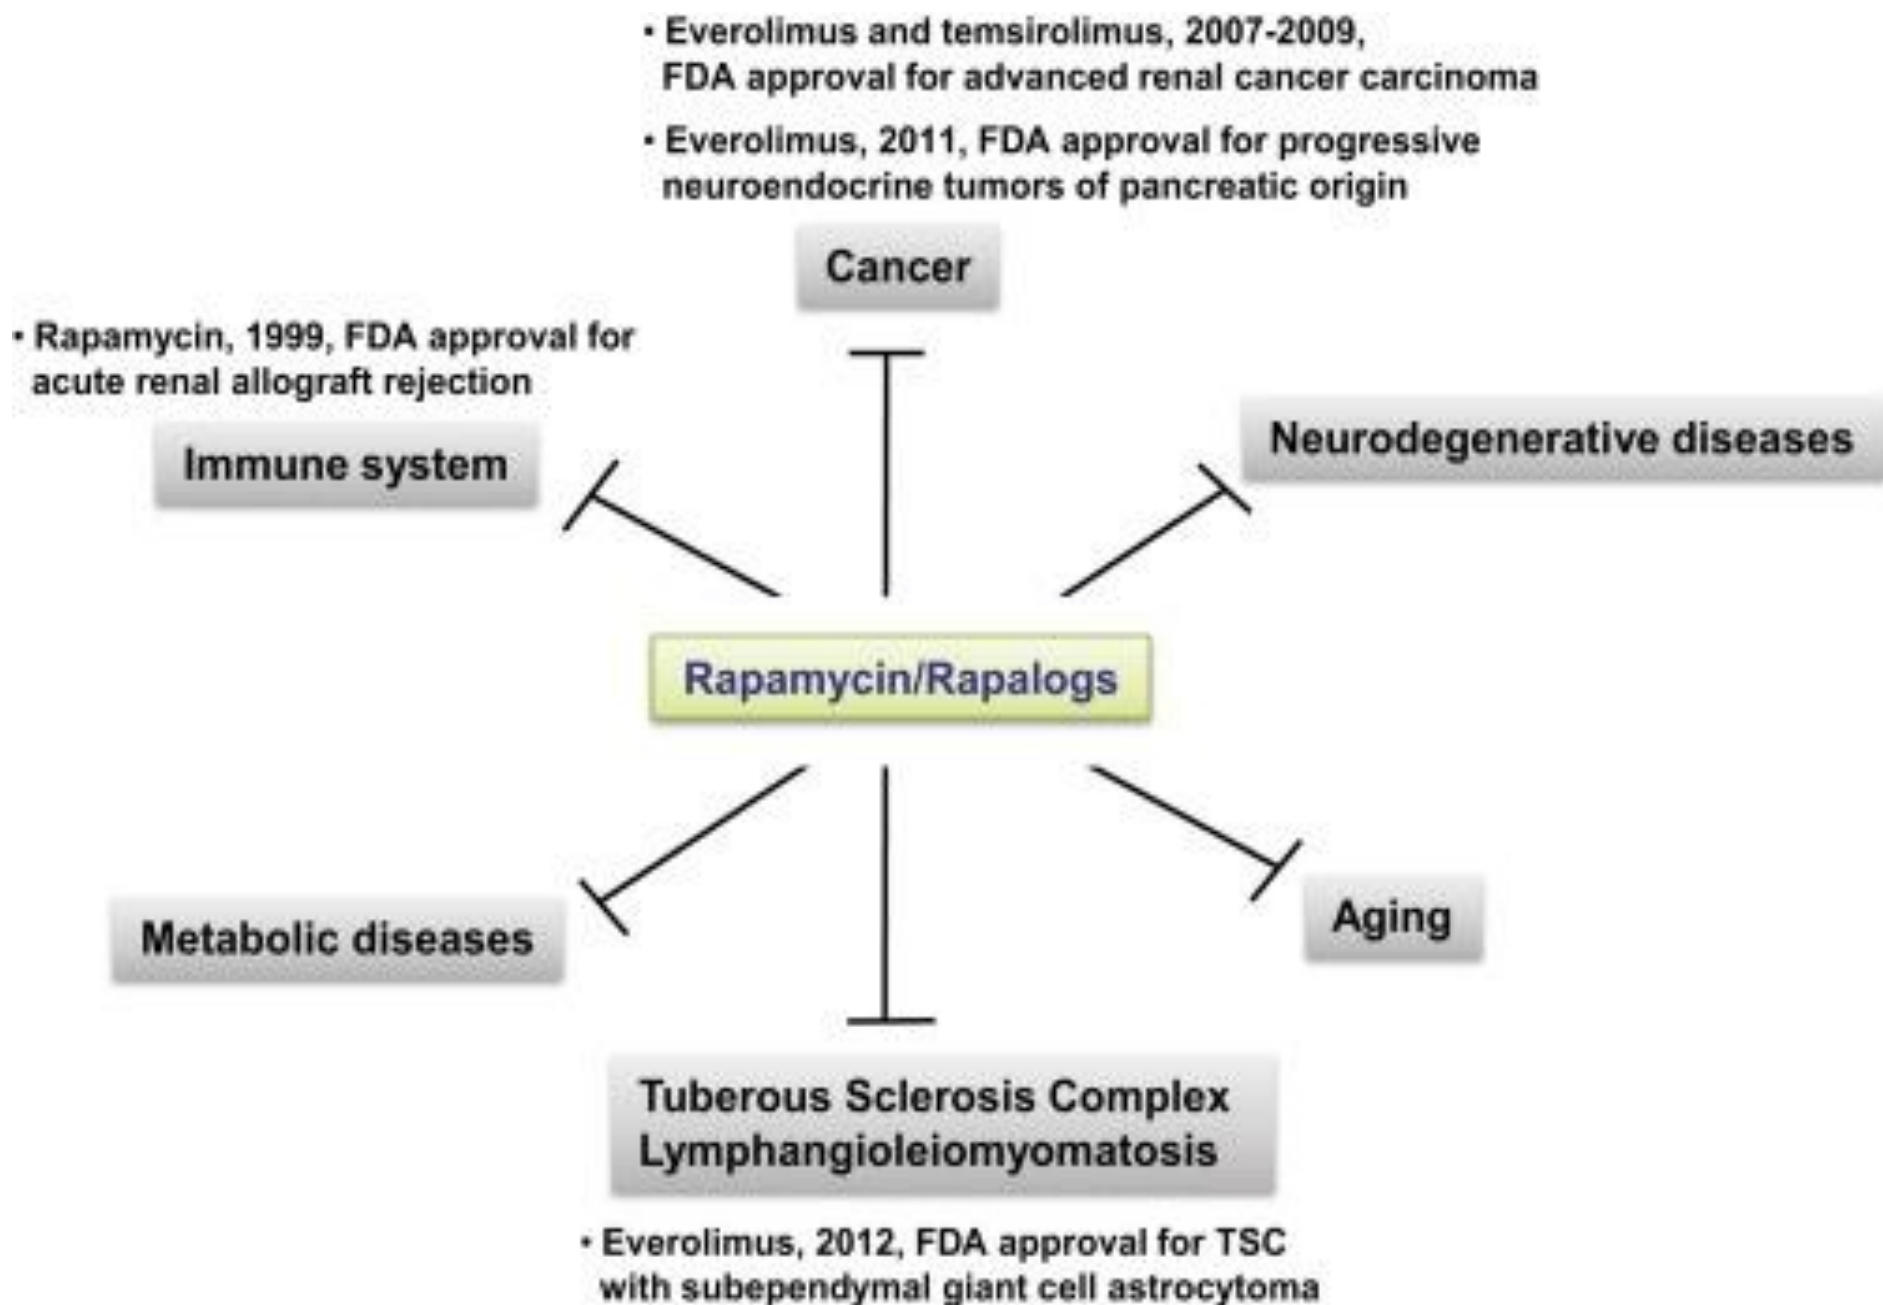 • Everolimus and temsirolimus, 2007-2009,
FDA approval for advanced renal cancer carcinoma
• Everolimus, 2011, FDA approval for progressive
neuroendocrine tumors of pancreatic origin
Cancer
• Rapamycin, 1999, FDA approval for
acute renal allograft rejection
Immune system
Neurodegenerative diseases
Rapamycin/Rapalogs
Metabolic diseases
Aging
Tuberous Sclerosis Complex
Lymphangioleiomyomatosis
• Everolimus, 2012, FDA approval for TSC
with subependymal giant cell astrocytoma